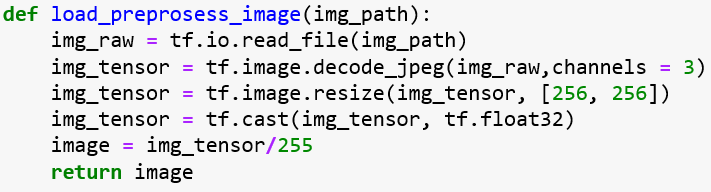 def load_preprosess_image(img_path):
    img_raw = tf.io.read_file(img_path)
    img_tensor = tf.image.decode_jpeg(img_raw,channels = 3)
    img_tensor = tf.image.resize(img_tensor, [256, 256])
    img_tensor = tf.cast(img_tensor, tf.float32)
    image = img_tensor/255
    return image